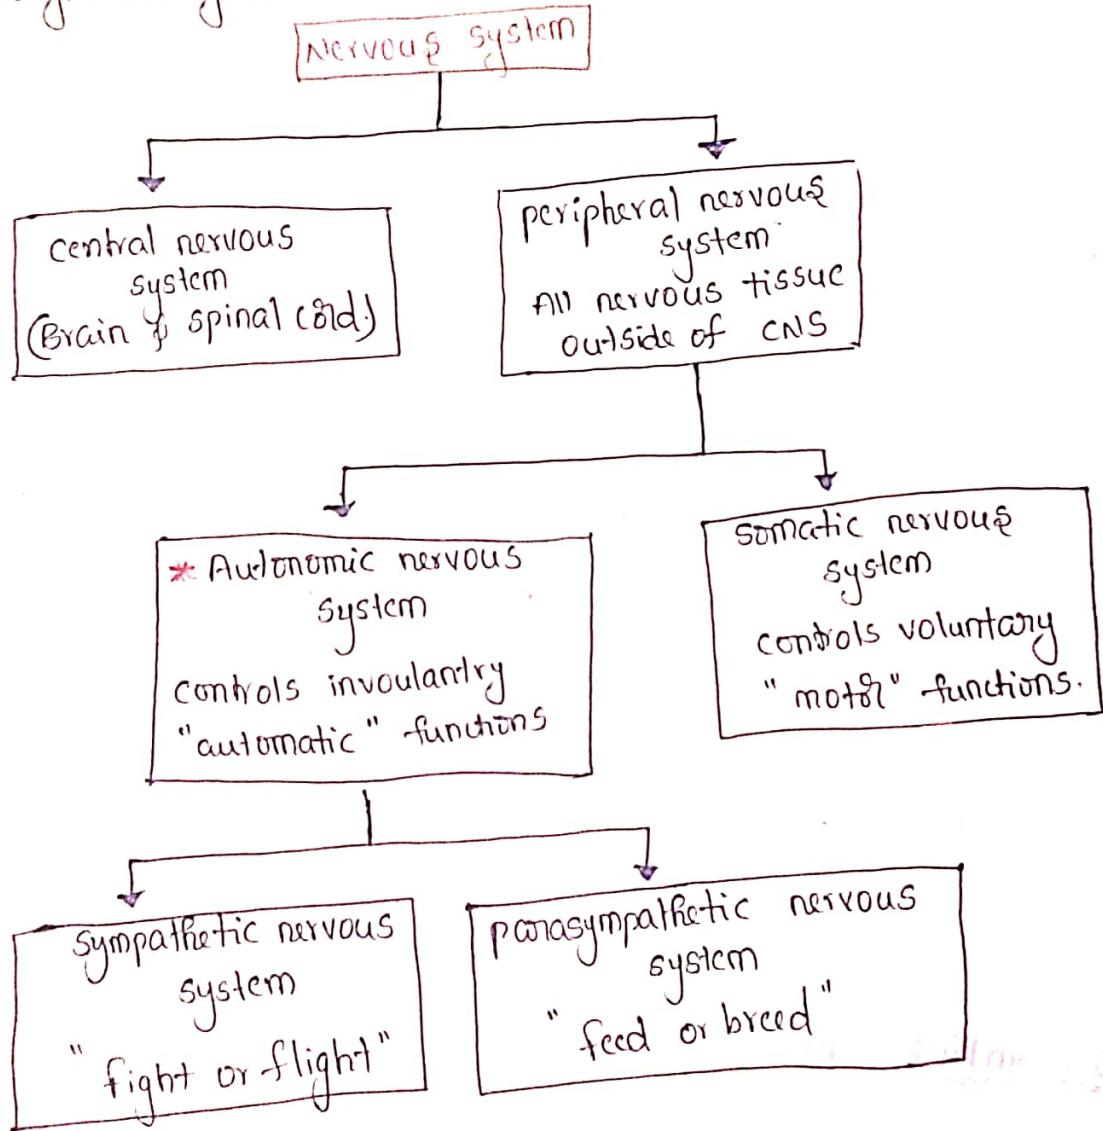 Nervous system
central nervous
system
(Brain & spinal cord)
peripheral nervous
system
All nervous tissue
outside of CNS
* Autonomic nervous
system
controls invoulantry
"automatic" functions
somatic nervous
system
controls voluntary
"motor" functions.
sympathetic nervous
system
"fight or flight"
parasympathetic nervous
system
"feed or breed"